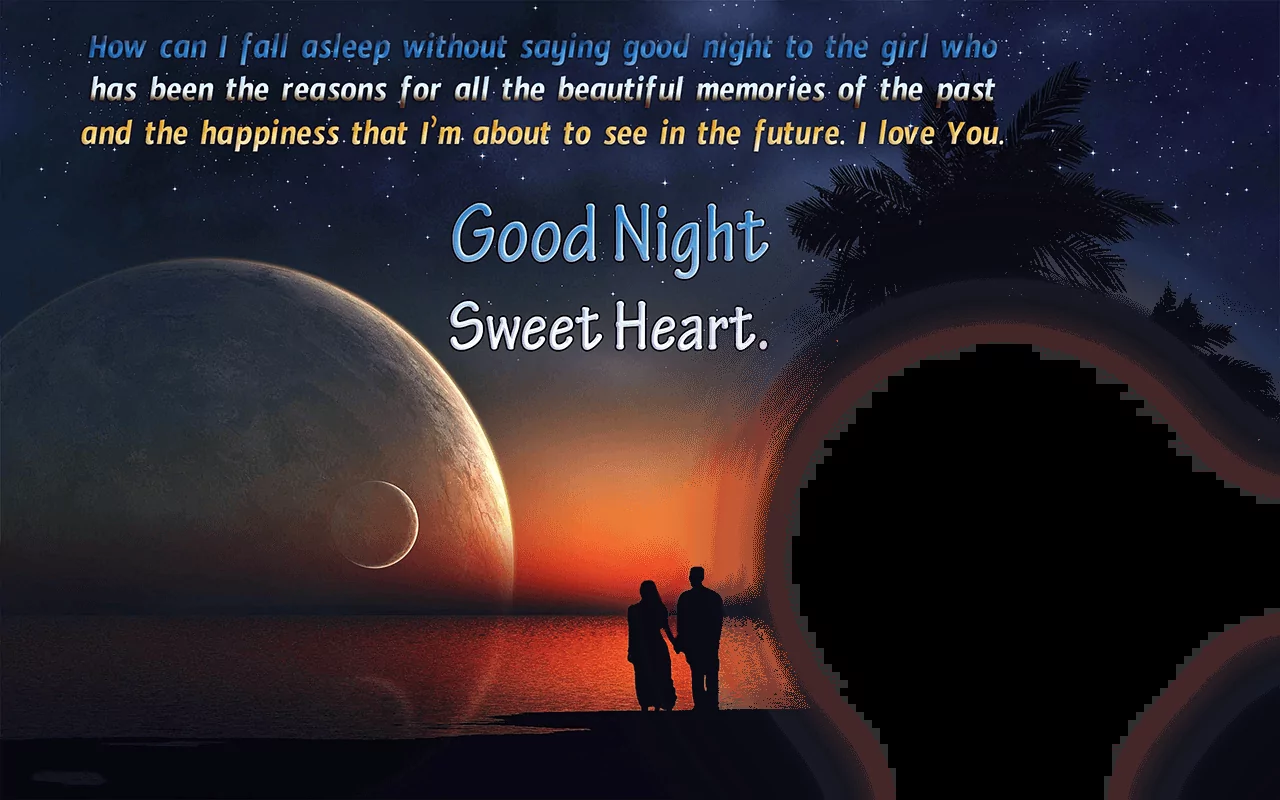 How can I fall asleep without saying good night to the girl who
has been the reasons for all the beautiful memories of the past
and the happiness that I'm about to see in the future. I love You.
Good Night
Sweet Heart.